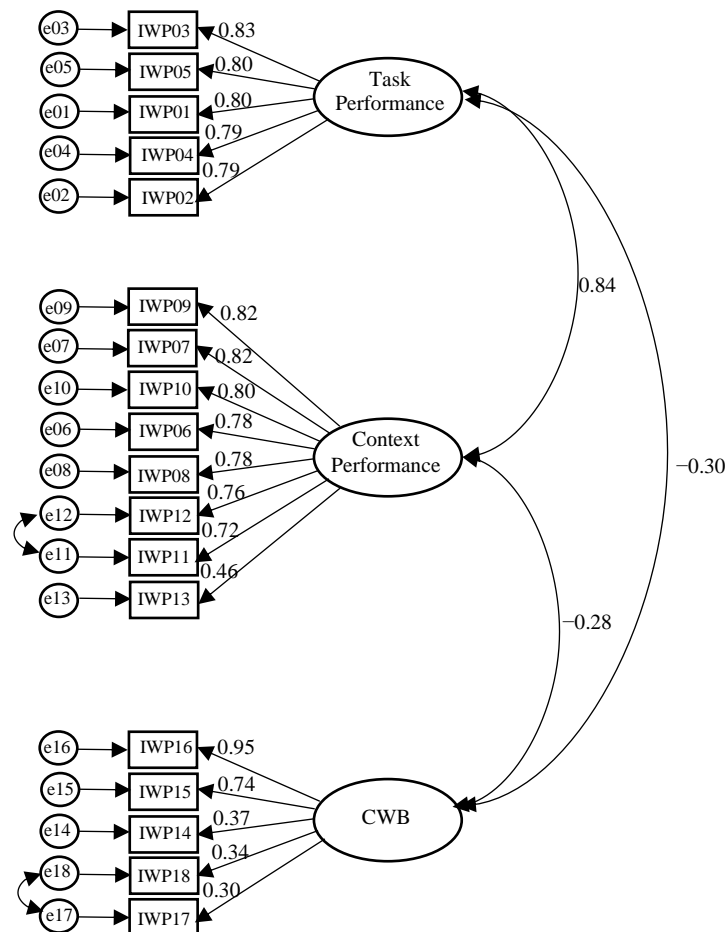 e03 IWP03 0.83
e05 IWP05 0.80
e01 IWP01 0.80
e04 IWP04 0.79
e02 IWP02 0.79
Task
Performance
0.84
e09 IWP09 0.82
e07 IWP07 0.82
e10 IWP10 0.80
e06 IWP06 0.78
e08 IWP08 0.78
e12 IWP12 0.76
e11 IWP11 0.72
e13 IWP13 0.46
Context
Performance
−0.30
−0.28
e16 IWP16 0.95
e15 IWP15 0.74
e14 IWP14 0.37
e18 IWP18 0.34
e17 IWP17 0.30
CWB